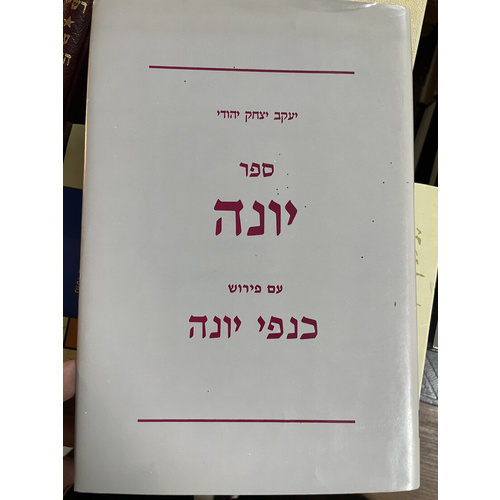 יעקב יצחק יהודי
ספר
יונה
עם פירוש
כנפי יונה